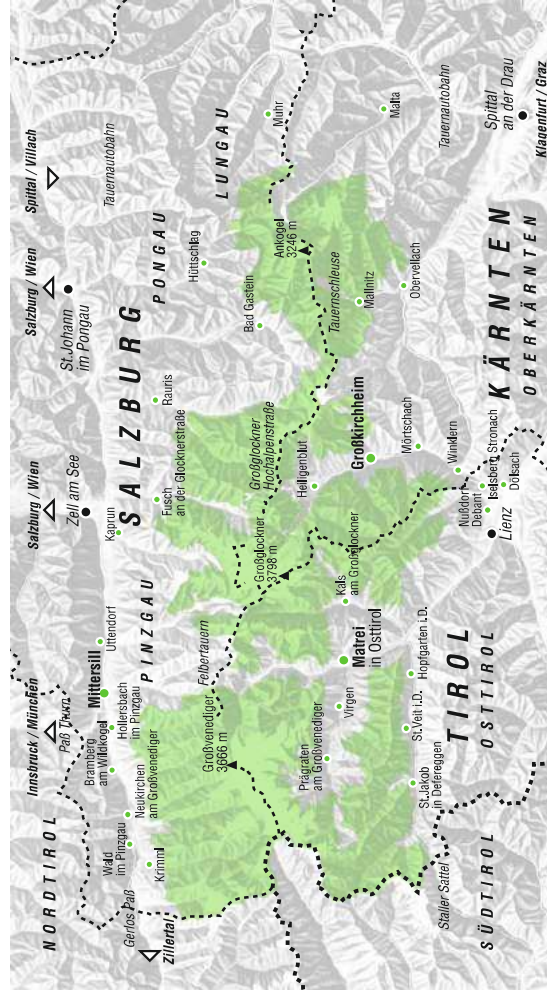 NORDTIROL
Innsbruck / München
Paß Thurn
Salzburg / Wien
Zell am See
Salzburg / Wien
St.Johann
im Pongau
Spittal / Villach
Tauernautobahn
Gerlos Paß
Zillertal
Wald
im Pinzgau
Krimml
Neukirchen
am Großvenediger
Bramberg
am Wildkogel
Hollersbach
im Pinzgau
Mittersill
Uttendorf
PINZGAU
Kaprun
SALZBURG
Fusch
an der Glocknerstraße
Rauris
PONGAU
Hüttschlag
LUNGAU
Muhr
Malta
Tauernautobahn
Spittal
an der Drau
Klagenfurt / Graz
Großvenediger
3666 m
Felbertauern
Großglockner
3798 m
Großglockner
Hochalpenstraße
Heiligenblut
Großkirchheim
Bad Gastein
Ankogel
3246 m
Tauernschleuse
Mallnitz
Obervellach
Prägraten
am Großvenediger
Virgen
Matrei
in Osttirol
Kals
am Großglockner
Mörtschach
Winklern
KÄRNTEN
OBERKÄRNTEN
St.Jakob
in Defereggen
St.Veit i.D.
Hopfgarten i.D.
TIROL
OSTTIROL
Nußdorf
Debant
Iselsberg Stronach
Dölsach
Lienz
Staller Sattel
SÜDTIROL